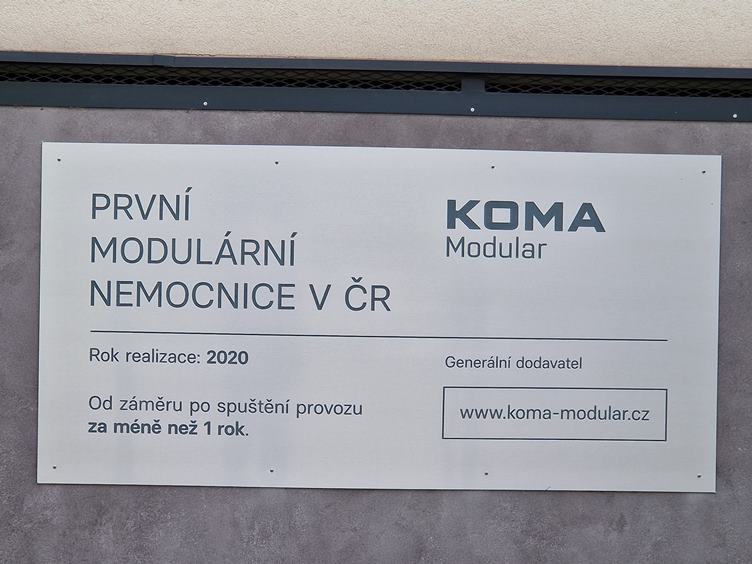 PRVNÍ
MODULÁRNÍ
NEMOCNICE V ČR
KOMA
Modular
Rok realizace: 2020
Od záměru po spuštění provozu
za méně než 1 rok.
Generální dodavatel
www.koma-modular.cz